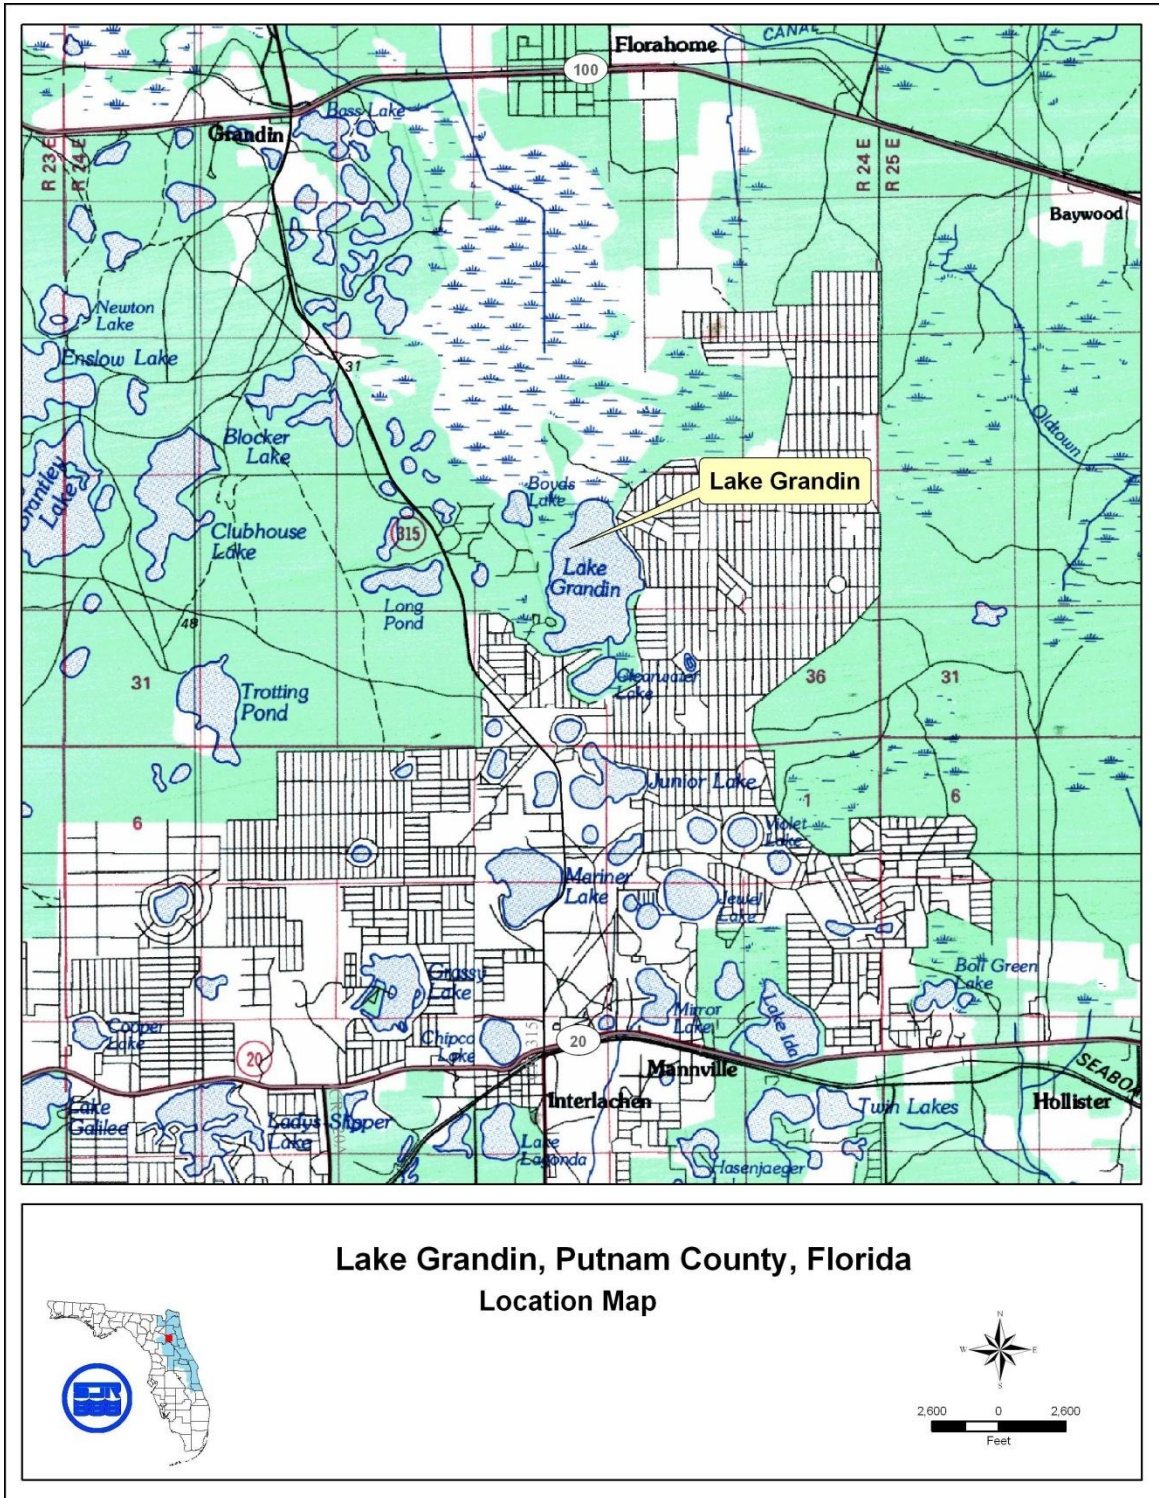 Florahome
CANAL
100
Bass Lake
Grandin
R 23 E
R 24 E
R 24 E
R 25 E
Baywood
Newton
Lake
Enslow Lake
31
Oldtown
Blocker
Lake
Lake Grandin
Brantley
Lake
Boyds
Lake
Clubhouse
Lake
315
Lake
Grandin
Long
Pond
48
31
Clearwater
Lake
36
31
Trotting
Pond
Junior Lake
1
6
6
Violet
Lake
Mariner
Lake
Jewel
Lake
Grassy
Lake
Boll Green
Lake
Mirror
Lake
Lake Ida
Cooper
Lake
Chipco
Lake
315
20
20
Mannville
SEABOA
Interlachen
Hollister
Lake
Galilee
Ladys Slipper
Lake
Twin Lakes
Lake
Lagonda
Hasenjaeger
Lake Grandin, Putnam County, Florida
Location Map
N
W
E
S
2,600
0
2,600
Feet